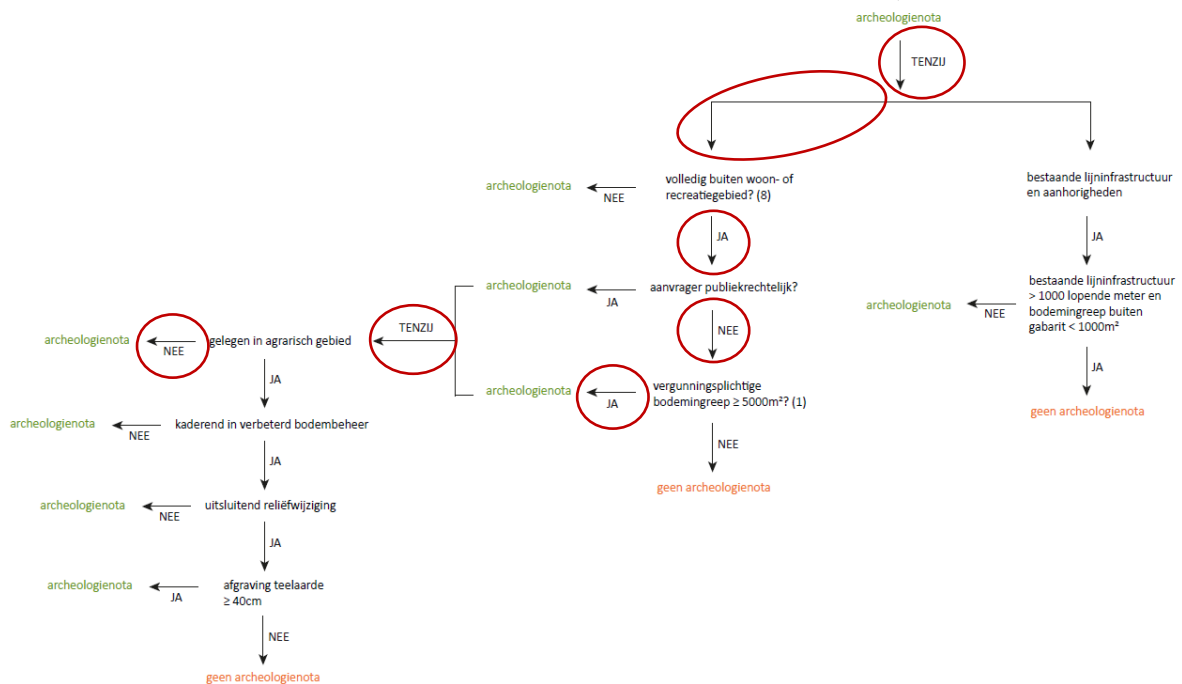 archeologienota
TENZIJ
volledig buiten woon- of
recreatiegebied? (8)
NEE
archeologienota
JA
aanvrager publiekrechtelijk?
JA
archeologienota
NEE
vergunningsplichtige
bodemingreep ≥ 5000m²? (1)
JA
archeologienota
NEE
geen archeologienota
TENZIJ
gelegen in agrarisch gebied
NEE
archeologienota
JA
kaderend in verbeterd bodembeheer
NEE
archeologienota
JA
uitsluitend reliëfwijziging
NEE
archeologienota
JA
afgraving teelaarde
≥ 40cm
JA
archeologienota
NEE
geen archeologienota
bestaande lijninfrastructuur
en aanhorigheden
JA
bestaande lijninfrastructuur
> 1000 lopende meter en
bodemingreep buiten
gabarit < 1000m²
NEE
archeologienota
JA
geen archeologienota